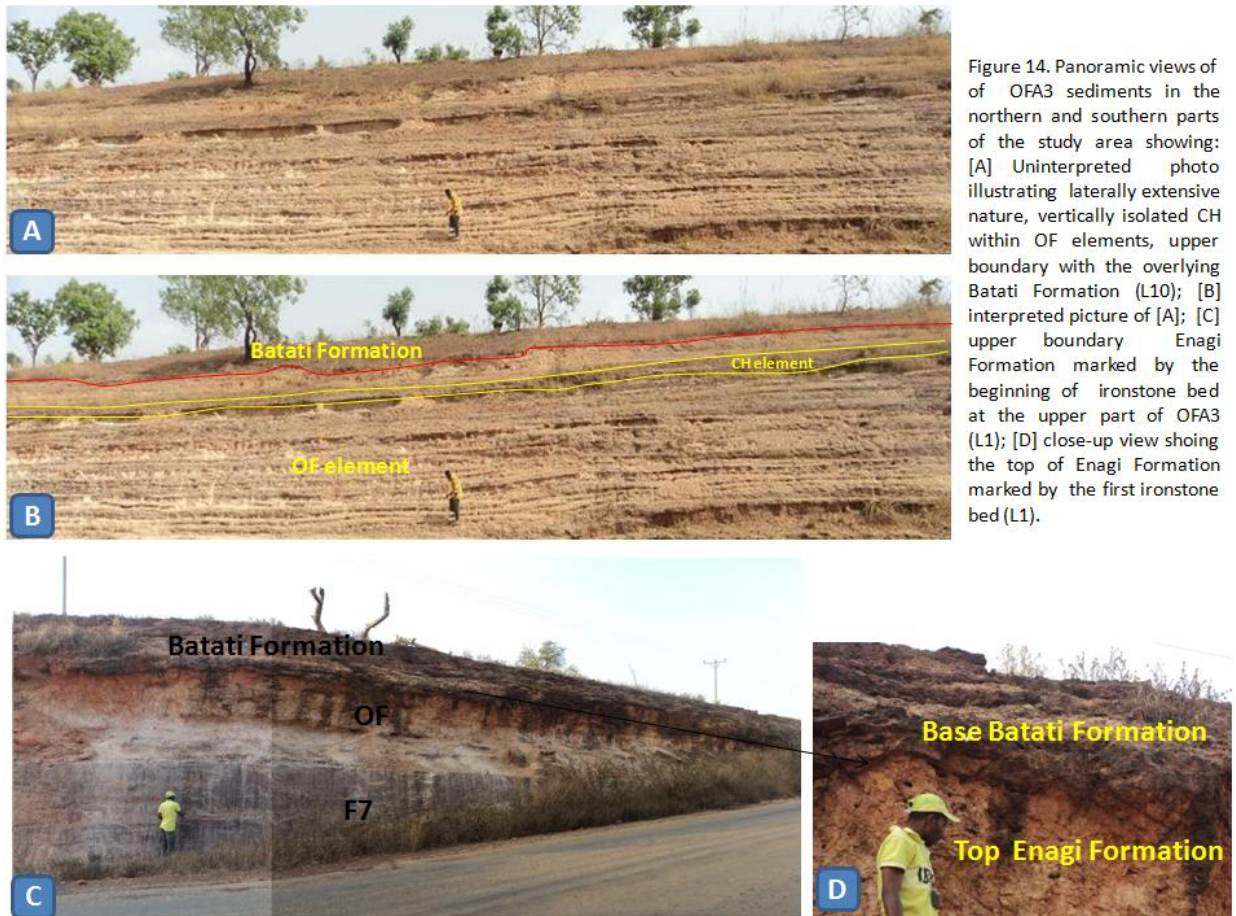 Figure 14. Panoramic views of
of OFA3 sediments in the
northern and southern parts
of the study area showing:
[A] Uninterpreted photo
illustrating laterally extensive
nature, vertically isolated CH
within OF elements, upper
boundary with the overlying
Batati Formation (L10); [B]
interpreted picture of [A]; [C]
upper boundary Enagi
Formation marked by the
beginning of ironstone bed
at the upper part of OFA3
(L1); [D] close-up view shoing
the top of Enagi Formation
marked by the first ironstone
bed (L1).
A
Batati Formation
CH element
OF element
B
Batati Formation
OF
F7
C
Base Batati Formation
Top Enagi Formation
D